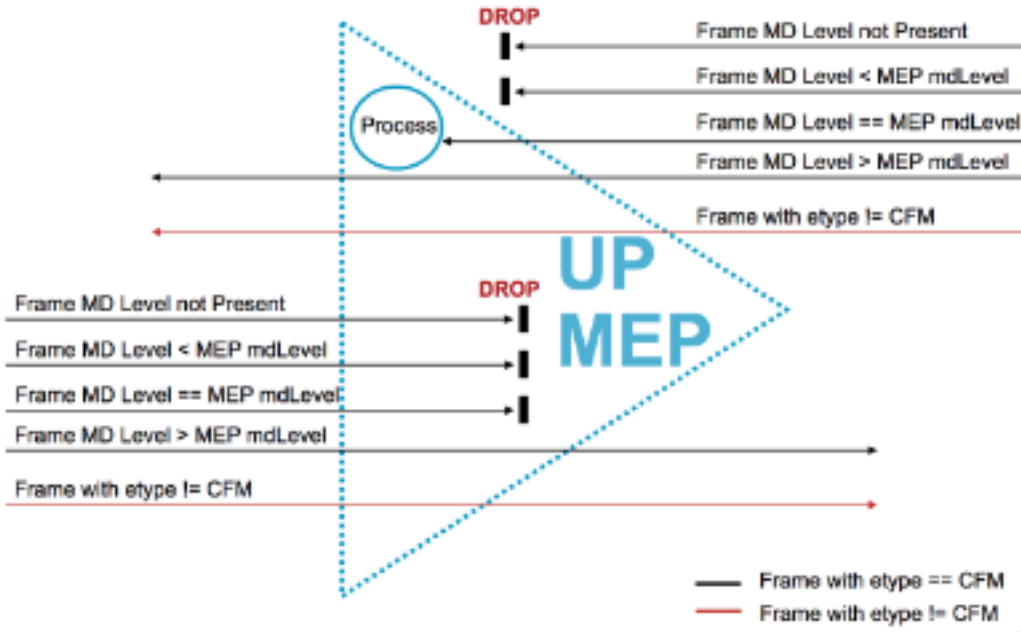 DROP
Frame MD Level not Present
Frame MD Level < MEP mdLevel
Process
Frame MD Level == MEP mdLevel
Frame MD Level > MEP mdLevel
Frame with etype != CFM
UP
MEP
DROP
Frame MD Level not Present
Frame MD Level < MEP mdLevel
Frame MD Level == MEP mdLevel
Frame MD Level > MEP mdLevel
Frame with etype != CFM
Frame with etype == CFM
Frame with etype != CFM